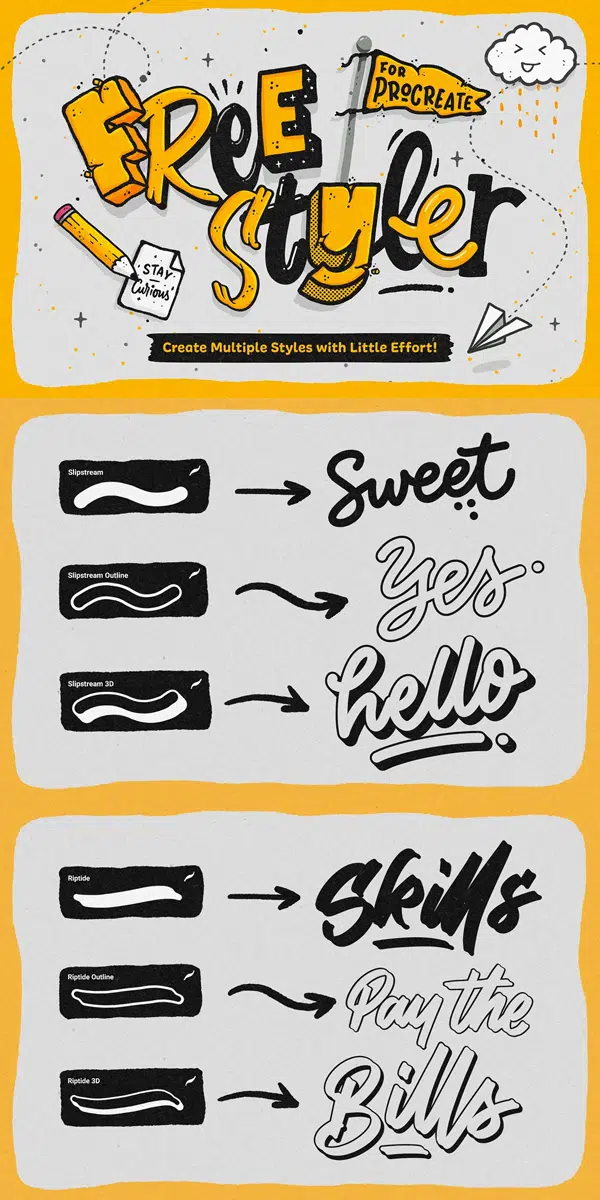 FREE
FOR
PROCREATE
Styler
STAY
Curious
Create Multiple Styles with Little Effort!
Slipstream
Sweet
Slipstream Outline
Yes
Slipstream 3D
hello
Riptide
Skills
Riptide Outline
Pay the
Riptide 3D
Bills